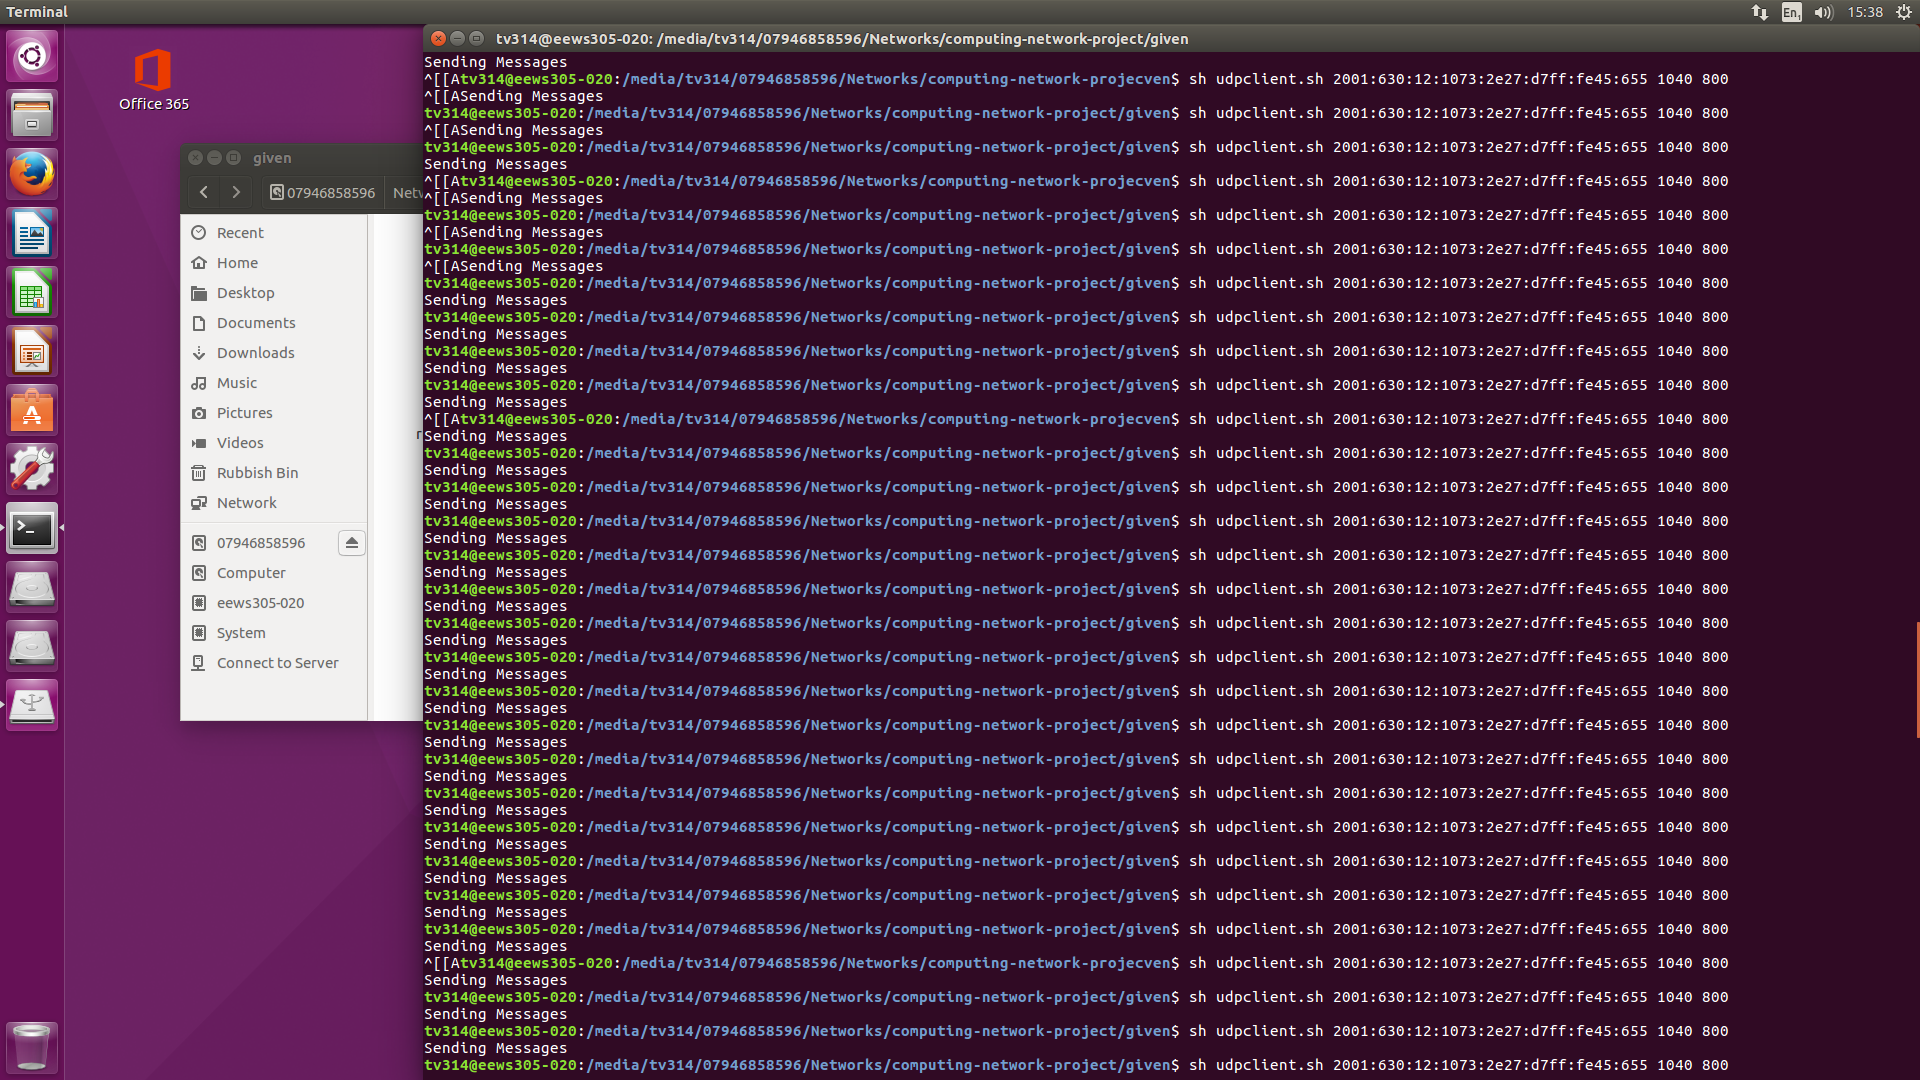 Terminal
En1
15:38
Office 365
given
07946858596
Netw
Recent
Home
Desktop
Documents
Downloads
Music
Pictures
Videos
Rubbish Bin
Network
07946858596
Computer
eews305-020
System
Connect to Server
tv314@eews305-020: /media/tv314/07946858596/Networks/computing-network-project/given
Sending Messages
^[[Atv314@eews305-020:/media/tv314/07946858596/Networks/computing-network-projecven$ sh udpclient.sh 2001:630:12:1073:2e27:d7ff:fe45:655 1040 800
^[[ASending Messages
tv314@eews305-020:/media/tv314/07946858596/Networks/computing-network-project/given$ sh udpclient.sh 2001:630:12:1073:2e27:d7ff:fe45:655 1040 800
^[[ASending Messages
tv314@eews305-020:/media/tv314/07946858596/Networks/computing-network-project/given$ sh udpclient.sh 2001:630:12:1073:2e27:d7ff:fe45:655 1040 800
Sending Messages
^[[Atv314@eews305-020:/media/tv314/07946858596/Networks/computing-network-projecven$ sh udpclient.sh 2001:630:12:1073:2e27:d7ff:fe45:655 1040 800
^[[ASending Messages
tv314@eews305-020:/media/tv314/07946858596/Networks/computing-network-project/given$ sh udpclient.sh 2001:630:12:1073:2e27:d7ff:fe45:655 1040 800
^[[ASending Messages
tv314@eews305-020:/media/tv314/07946858596/Networks/computing-network-project/given$ sh udpclient.sh 2001:630:12:1073:2e27:d7ff:fe45:655 1040 800
^[[ASending Messages
tv314@eews305-020:/media/tv314/07946858596/Networks/computing-network-project/given$ sh udpclient.sh 2001:630:12:1073:2e27:d7ff:fe45:655 1040 800
Sending Messages
tv314@eews305-020:/media/tv314/07946858596/Networks/computing-network-project/given$ sh udpclient.sh 2001:630:12:1073:2e27:d7ff:fe45:655 1040 800
Sending Messages
tv314@eews305-020:/media/tv314/07946858596/Networks/computing-network-project/given$ sh udpclient.sh 2001:630:12:1073:2e27:d7ff:fe45:655 1040 800
Sending Messages
tv314@eews305-020:/media/tv314/07946858596/Networks/computing-network-project/given$ sh udpclient.sh 2001:630:12:1073:2e27:d7ff:fe45:655 1040 800
Sending Messages
^[[Atv314@eews305-020:/media/tv314/07946858596/Networks/computing-network-projecven$ sh udpclient.sh 2001:630:12:1073:2e27:d7ff:fe45:655 1040 800
Sending Messages
tv314@eews305-020:/media/tv314/07946858596/Networks/computing-network-project/given$ sh udpclient.sh 2001:630:12:1073:2e27:d7ff:fe45:655 1040 800
Sending Messages
tv314@eews305-020:/media/tv314/07946858596/Networks/computing-network-project/given$ sh udpclient.sh 2001:630:12:1073:2e27:d7ff:fe45:655 1040 800
Sending Messages
tv314@eews305-020:/media/tv314/07946858596/Networks/computing-network-project/given$ sh udpclient.sh 2001:630:12:1073:2e27:d7ff:fe45:655 1040 800
Sending Messages
tv314@eews305-020:/media/tv314/07946858596/Networks/computing-network-project/given$ sh udpclient.sh 2001:630:12:1073:2e27:d7ff:fe45:655 1040 800
Sending Messages
tv314@eews305-020:/media/tv314/07946858596/Networks/computing-network-project/given$ sh udpclient.sh 2001:630:12:1073:2e27:d7ff:fe45:655 1040 800
Sending Messages
tv314@eews305-020:/media/tv314/07946858596/Networks/computing-network-project/given$ sh udpclient.sh 2001:630:12:1073:2e27:d7ff:fe45:655 1040 800
Sending Messages
tv314@eews305-020:/media/tv314/07946858596/Networks/computing-network-project/given$ sh udpclient.sh 2001:630:12:1073:2e27:d7ff:fe45:655 1040 800
Sending Messages
tv314@eews305-020:/media/tv314/07946858596/Networks/computing-network-project/given$ sh udpclient.sh 2001:630:12:1073:2e27:d7ff:fe45:655 1040 800
Sending Messages
tv314@eews305-020:/media/tv314/07946858596/Networks/computing-network-project/given$ sh udpclient.sh 2001:630:12:1073:2e27:d7ff:fe45:655 1040 800
Sending Messages
tv314@eews305-020:/media/tv314/07946858596/Networks/computing-network-project/given$ sh udpclient.sh 2001:630:12:1073:2e27:d7ff:fe45:655 1040 800
Sending Messages
tv314@eews305-020:/media/tv314/07946858596/Networks/computing-network-project/given$ sh udpclient.sh 2001:630:12:1073:2e27:d7ff:fe45:655 1040 800
Sending Messages
tv314@eews305-020:/media/tv314/07946858596/Networks/computing-network-project/given$ sh udpclient.sh 2001:630:12:1073:2e27:d7ff:fe45:655 1040 800
Sending Messages
tv314@eews305-020:/media/tv314/07946858596/Networks/computing-network-project/given$ sh udpclient.sh 2001:630:12:1073:2e27:d7ff:fe45:655 1040 800
Sending Messages
tv314@eews305-020:/media/tv314/07946858596/Networks/computing-network-project/given$ sh udpclient.sh 2001:630:12:1073:2e27:d7ff:fe45:655 1040 800
Sending Messages
tv314@eews305-020:/media/tv314/07946858596/Networks/computing-network-project/given$ sh udpclient.sh 2001:630:12:1073:2e27:d7ff:fe45:655 1040 800
Sending Messages
^[[Atv314@eews305-020:/media/tv314/07946858596/Networks/computing-network-projecven$ sh udpclient.sh 2001:630:12:1073:2e27:d7ff:fe45:655 1040 800
Sending Messages
tv314@eews305-020:/media/tv314/07946858596/Networks/computing-network-project/given$ sh udpclient.sh 2001:630:12:1073:2e27:d7ff:fe45:655 1040 800
Sending Messages
tv314@eews305-020:/media/tv314/07946858596/Networks/computing-network-project/given$ sh udpclient.sh 2001:630:12:1073:2e27:d7ff:fe45:655 1040 800
Sending Messages
tv314@eews305-020:/media/tv314/07946858596/Networks/computing-network-project/given$ sh udpclient.sh 2001:630:12:1073:2e27:d7ff:fe45:655 1040 800